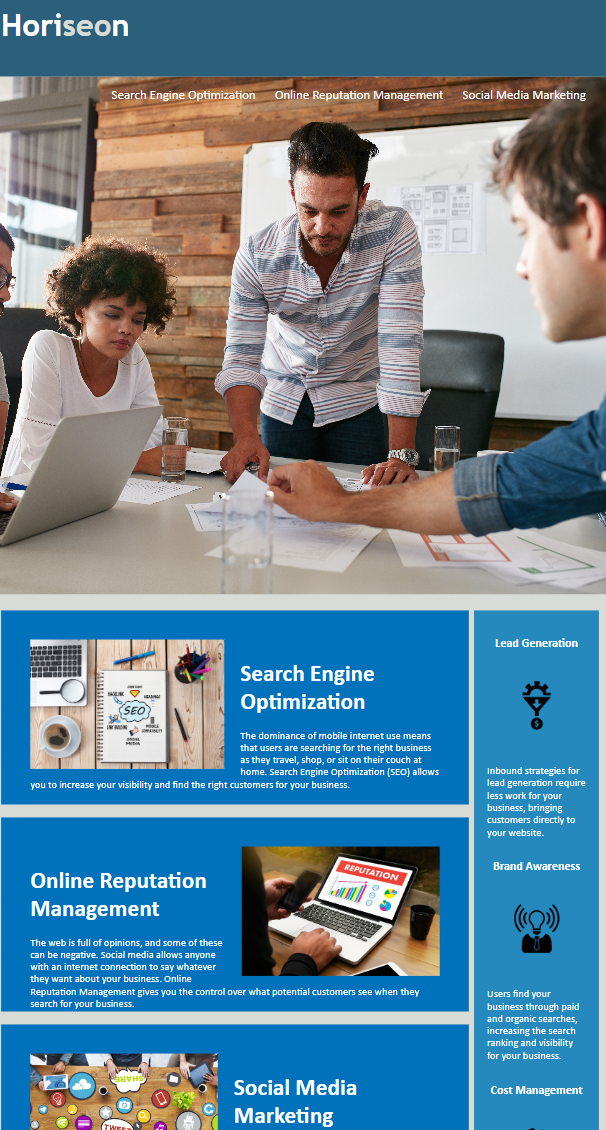 Horiseon
Search Engine Optimization Online Reputation Management Social Media Marketing
Search Engine
Optimization
The dominance of mobile internet use means
that users are searching for the right business
as they travel, shop, or sit on their couch at
home. Search Engine Optimization (SEO) allows
you to increase your visibility and find the right customers for your business.
SEO
SOCIAL
MEDIA
Online Reputation
Management
The web is full of opinions, and some of these
can be negative. Social media allows anyone
with an internet connection to say whatever
they want about your business. Online
Reputation Management gives you the control over what potential customers see when they
search for your business.
REPUTATION
Social Media
Marketing
SHARE
TWEET
Lead Generation
Inbound strategies for
lead generation require
less work for your
business, bringing
customers directly to
your website.
Brand Awareness
Users find your
business through paid
and organic searches,
increasing the search
ranking and visibility
for your business.
Cost Management